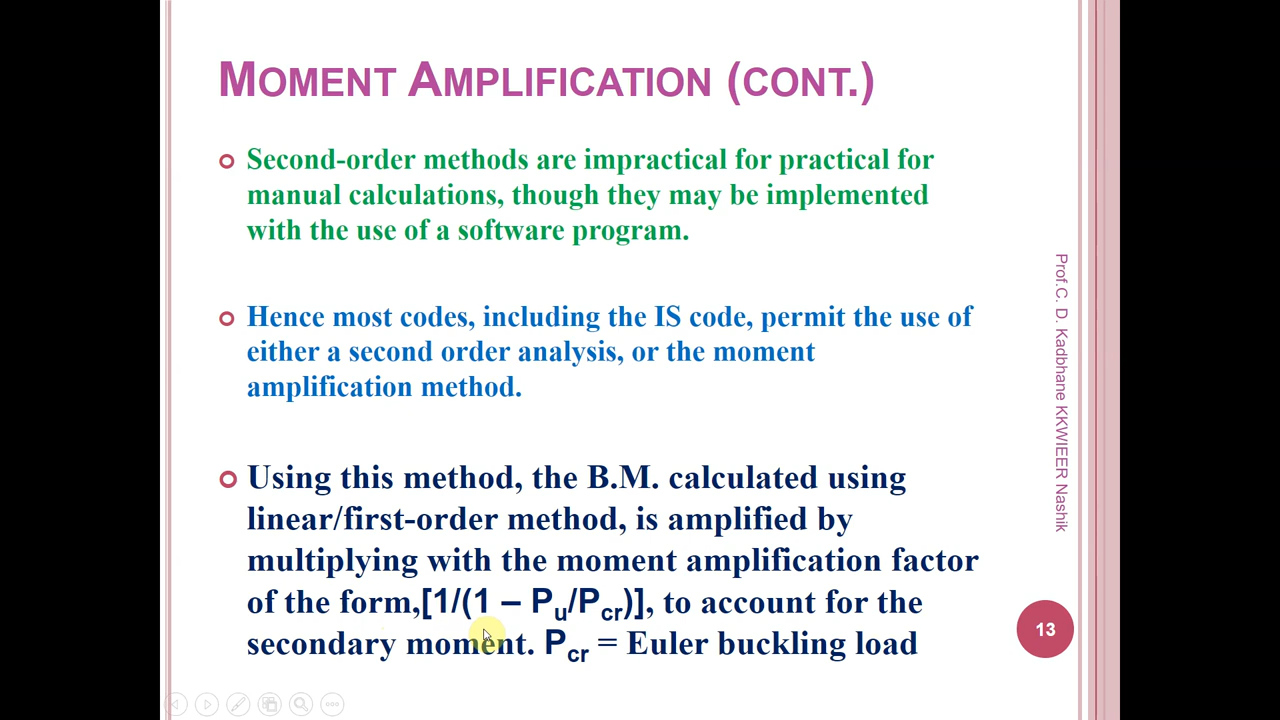 MOMENT AMPLIFICATION (CONT.)
Second-order methods are impractical for practical for
manual calculations, though they may be implemented
with the use of a software program.
Hence most codes, including the IS code, permit the use of
either a second order analysis, or the moment
amplification method.
Using this method, the B.M. calculated using
linear/first-order method, is amplified by
multiplying with the moment amplification factor
of the form,[1/(1 – Pu/Pcr)], to account for the
secondary moment. Pcr = Euler buckling load
Prof.C. D. Kadbhane KKWIEER Nashik
13